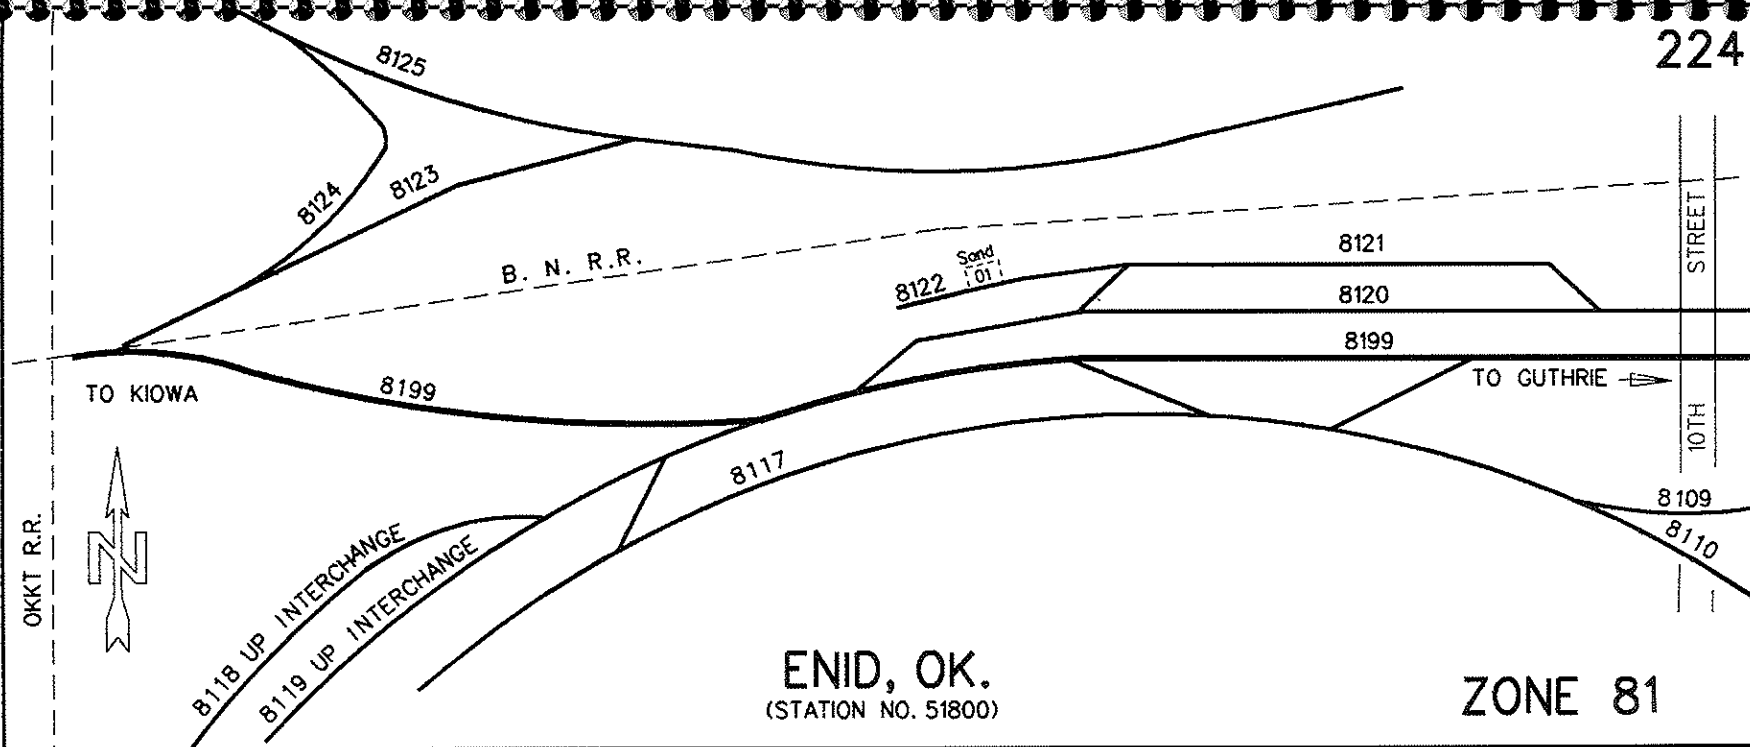 224
8125
8124
8123
B. N. R.R.
Sand
01
8122
8121
8120
8199
STREET
10TH
TO GUTHRIE
TO KIOWA
8199
8117
8109
8110
OKKT R.R.
N
8118 UP INTERCHANGE
8119 UP INTERCHANGE
ENID, OK.
(STATION NO. 51800)
ZONE 81